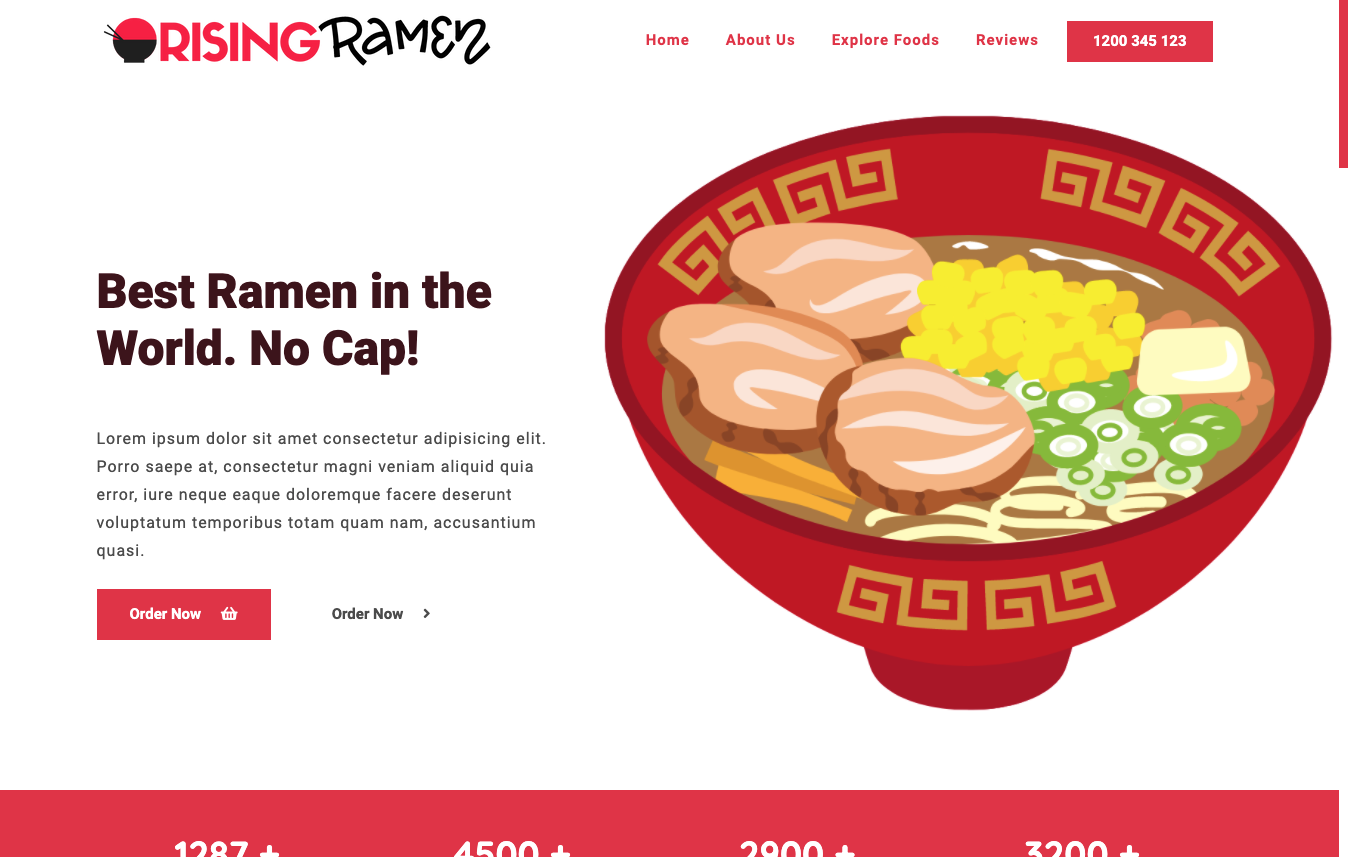 RISING Ramen
Home
About Us
Explore Foods
Reviews
1200 345 123
Best Ramen in the
World. No Cap!
Lorem ipsum dolor sit amet consectetur adipisicing elit.
Porro saepe at, consectetur magni veniam aliquid quia
error, iure neque eaque doloremque facere deserunt
voluptatum temporibus totam quam nam, accusantium
quasi.
Order Now
Order Now
1287 +
4500 +
2900 +
3200 +